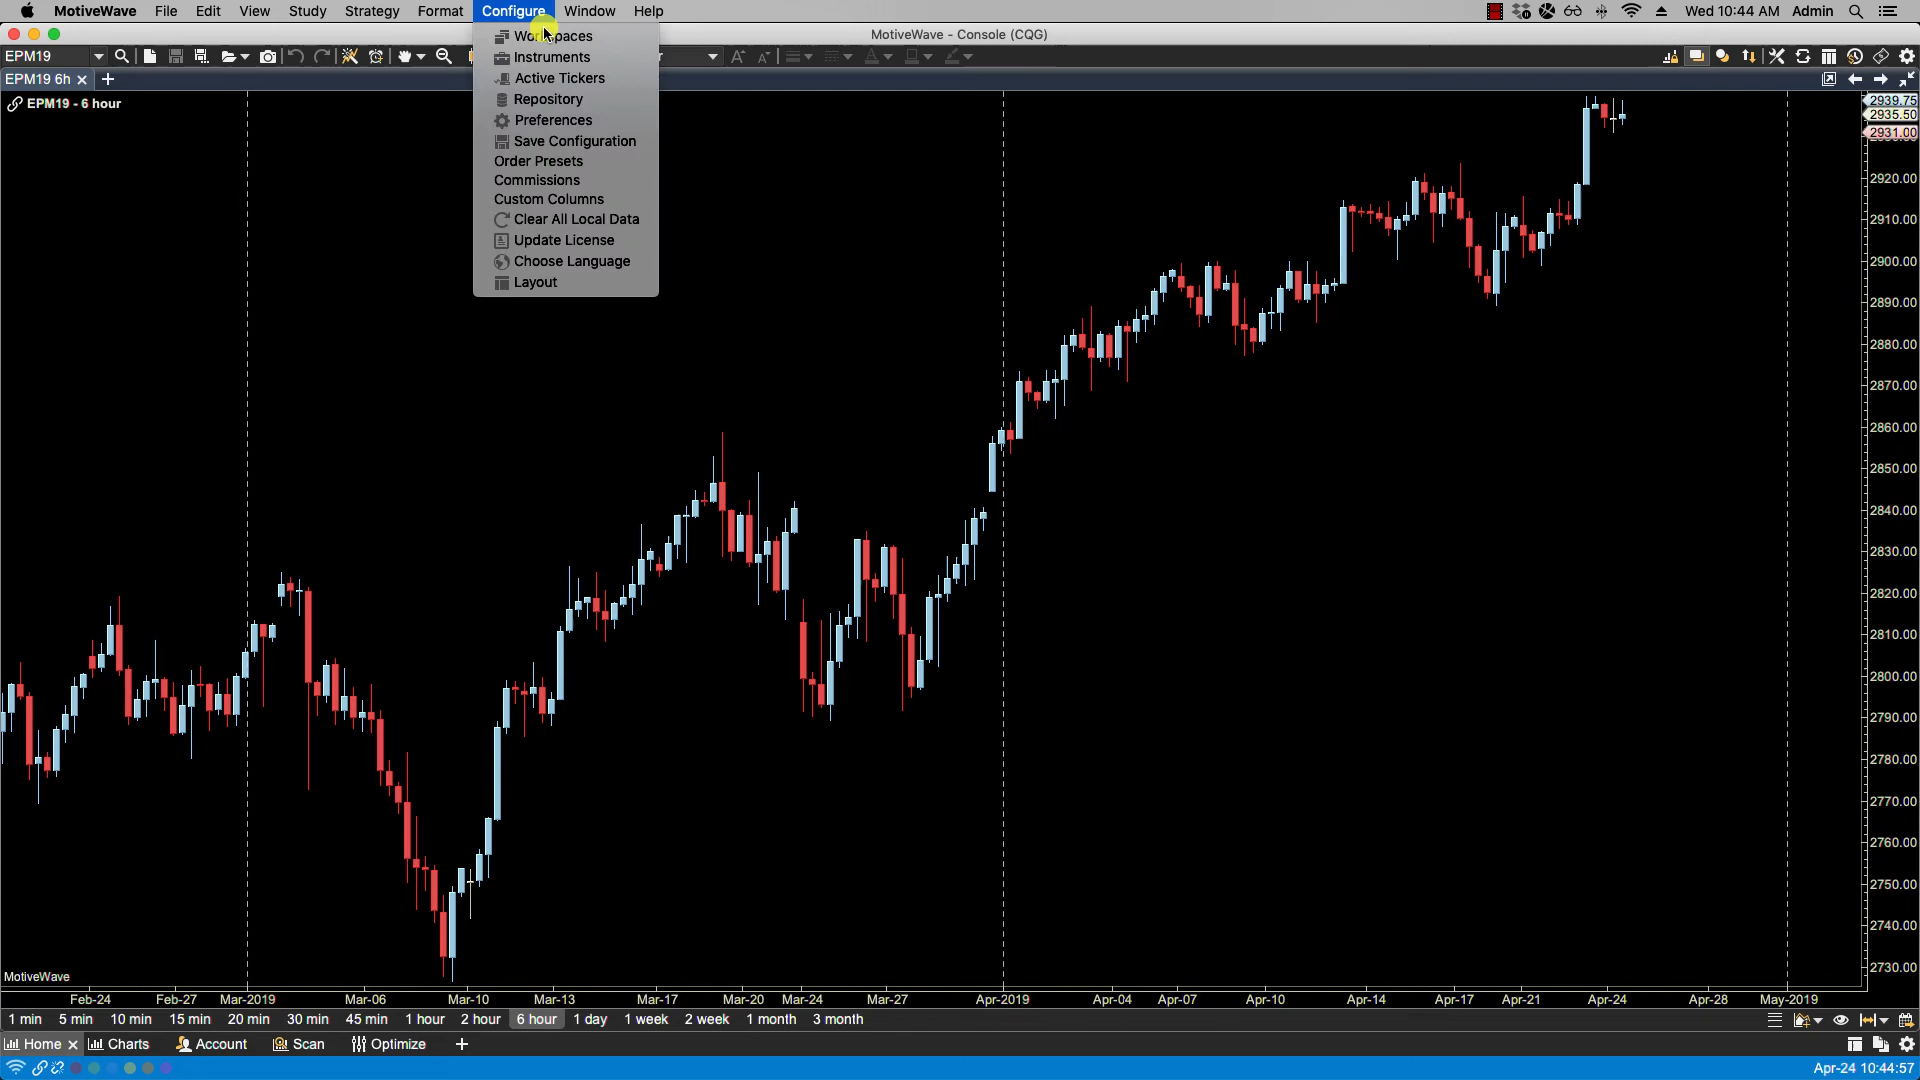 MotiveWave File Edit View Study Strategy Format Configure Window Help Wed 10:44 AM Admin
MotiveWave - Console (CQG)
EPM19
EPM19 6h
EPM19 - 6 hour
Workspaces
Instruments
Active Tickers
Repository
Preferences
Save Configuration
Order Presets
Commissions
Custom Columns
Clear All Local Data
Update License
Choose Language
Layout
2939.75
2935.50
2931.00
2920.00
2910.00
2900.00
2890.00
2880.00
2870.00
2860.00
2850.00
2840.00
2830.00
2820.00
2810.00
2800.00
2790.00
2780.00
2770.00
2760.00
2750.00
2740.00
2730.00
MotiveWave
Feb-24 Feb-27 Mar-2019 Mar-06 Mar-10 Mar-13 Mar-17 Mar-20 Mar-24 Mar-27 Apr-2019 Apr-04 Apr-07 Apr-10 Apr-14 Apr-17 Apr-21 Apr-24 Apr-28 May-2019
1 min 5 min 10 min 15 min 20 min 30 min 45 min 1 hour 2 hour 6 hour 1 day 1 week 2 week 1 month 3 month
Home Charts Account Scan Optimize
Apr-24 10:44:57